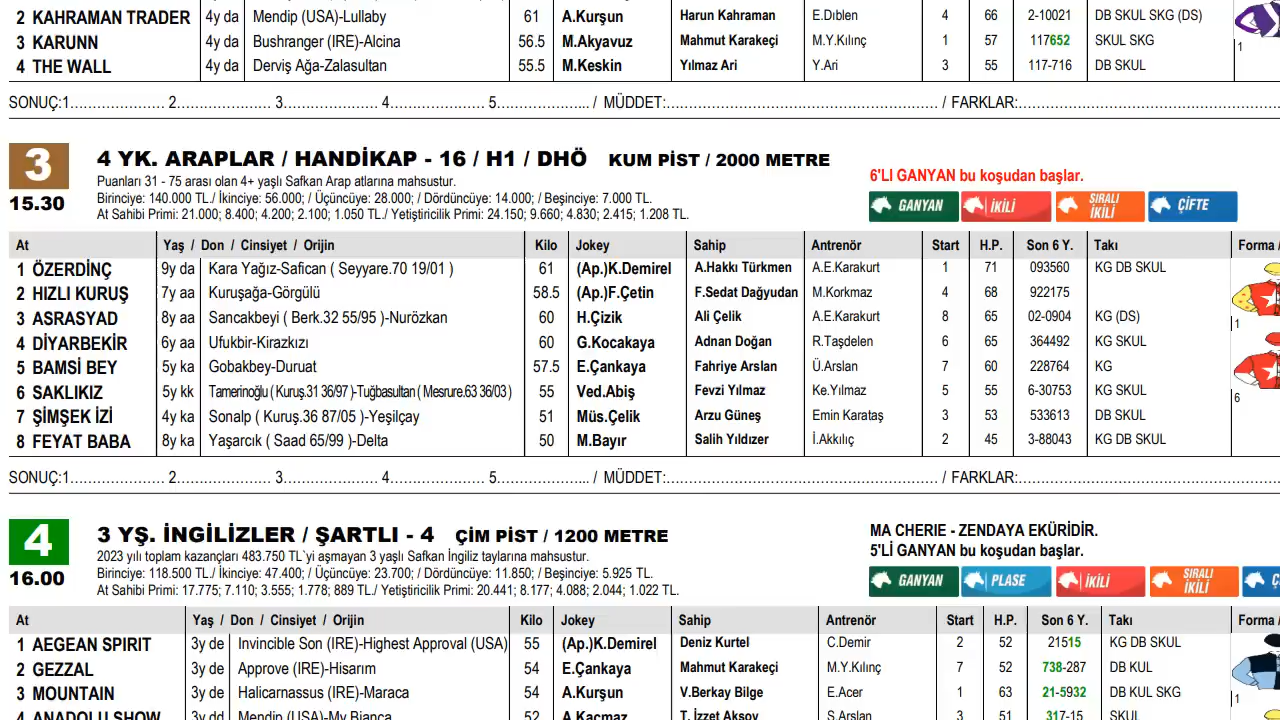 2 KAHRAMAN TRADER 4y da Mendip (USA)-Lullaby 61 A.Kurşun Harun Kahraman E.Dıblen 4 66 2-10021 DB SKUL SKG (DS)
3 KARUNN 4y da Bushranger (IRE)-Alcina 56.5 M.Akyavuz Mahmut Karakeçi M.Y.Kılınç 1 57 117652 SKUL SKG
1
4 THE WALL 4y da Derviş Ağa-Zalasultan 55.5 M.Keskin Yılmaz Ari Y.Ari 3 55 117-716 DB SKUL
SONUÇ:1...................... 2...................... 3...................... 4...................... 5..................... / MÜDDET:............................................................ / FARKLAR:............................................................
3 4 YK. ARAPLAR / HANDİKAP - 16 / H1 / DHÖ KUM PİST / 2000 METRE
Puanları 31 - 75 arası olan 4+ yaşlı Safkan Arap atlarına mahsustur.
6'LI GANYAN bu koşudan başlar.
15.30 Birinciye: 140.000 TL./ İkinciye: 56.000; / Üçüncüye: 28.000; / Dördüncüye: 14.000; / Beşinciye: 7.000 TL.
At Sahibi Primi: 21.000; 8.400; 4.200; 2.100; 1.050 TL./ Yetiştiricilik Primi: 24.150; 9.660; 4.830; 2.415; 1.208 TL.
GANYAN İKİLİ SIRALI İKİLİ ÇİFTE
At Yaş / Don / Cinsiyet / Orijin Kilo Jokey Sahip Antrenör Start H.P. Son 6 Y. Takı Forma /
1 ÖZERDİNÇ 9y da Kara Yağız-Safican ( Seyyare.70 19/01 ) 61 (Ap.)K.Demirel A.Hakkı Türkmen A.E.Karakurt 1 71 093560 KG DB SKUL
2 HIZLI KURUŞ 7y aa Kuruşağa-Görgülü 58.5 (Ap.)F.Çetin F.Sedat Dağyudan M.Korkmaz 4 68 922175
3 ASRASYAD 8y aa Sancakbeyi ( Berk.32 55/95 )-Nurözkan 60 H.Çizik Ali Çelik A.E.Karakurt 8 65 02-0904 KG (DS)
1
4 DİYARBEKİR 6y aa Ufukbir-Kirazkızı 60 G.Kocakaya Adnan Doğan R.Taşdelen 6 65 364492 KG SKUL
5 BAMSİ BEY 5y ka Gobakbey-Duruat 57.5 E.Çankaya Fahriye Arslan Ü.Arslan 7 60 228764 KG
6 SAKLIKIZ 5y kk Tamerinoğlu ( Kuruş.31 36/97 )-Tuğbasultan ( Mesrure.63 36/03 ) 55 Ved.Abiş Fevzi Yılmaz Ke.Yılmaz 5 55 6-30753 KG SKUL
6
7 ŞİMŞEK İZİ 4y ka Sonalp ( Kuruş.36 87/05 )-Yeşilçay 51 Müs.Çelik Arzu Güneş Emin Karataş 3 53 533613 DB SKUL
8 FEYAT BABA 8y ka Yaşarcık ( Saad 65/99 )-Delta 50 M.Bayır Salih Yıldızer İ.Akkılıç 2 45 3-88043 KG DB SKUL
SONUÇ:1...................... 2...................... 3...................... 4...................... 5..................... / MÜDDET:............................................................ / FARKLAR:............................................................
4 3 YŞ. İNGİLİZLER / ŞARTLI - 4 ÇİM PİST / 1200 METRE
MA CHERIE - ZENDAYA EKÜRİDİR.
2023 yılı toplam kazançları 483.750 TL`yi aşmayan 3 yaşlı Safkan İngiliz taylarına mahsustur.
5'Lİ GANYAN bu koşudan başlar.
16.00 Birinciye: 118.500 TL./ İkinciye: 47.400; / Üçüncüye: 23.700; / Dördüncüye: 11.850; / Beşinciye: 5.925 TL.
At Sahibi Primi: 17.775; 7.110; 3.555; 1.778; 889 TL./ Yetiştiricilik Primi: 20.441; 8.177; 4.088; 2.044; 1.022 TL.
GANYAN PLASE İKİLİ SIRALI İKİLİ
At Yaş / Don / Cinsiyet / Orijin Kilo Jokey Sahip Antrenör Start H.P. Son 6 Y. Takı Forma /
1 AEGEAN SPIRIT 3y de Invincible Son (IRE)-Highest Approval (USA) 55 (Ap.)K.Demirel Deniz Kurtel C.Demir 2 52 21515 KG DB SKUL
2 GEZZAL 3y de Approve (IRE)-Hisarım 54 E.Çankaya Mahmut Karakeçi M.Y.Kılınç 7 52 738-287 DB KUL
3 MOUNTAIN 3y de Halicarnassus (IRE)-Maraca 54 A.Kurşun V.Berkay Bilge E.Acer 1 63 21-5932 DB KUL SKG
1
4 ANADOLU SHOW 3y dd Mendip (USA)-My Bianca 52 A.Kaçmaz T. İzzet Aksoy S.Arslan 3 51 317-15 SKUL